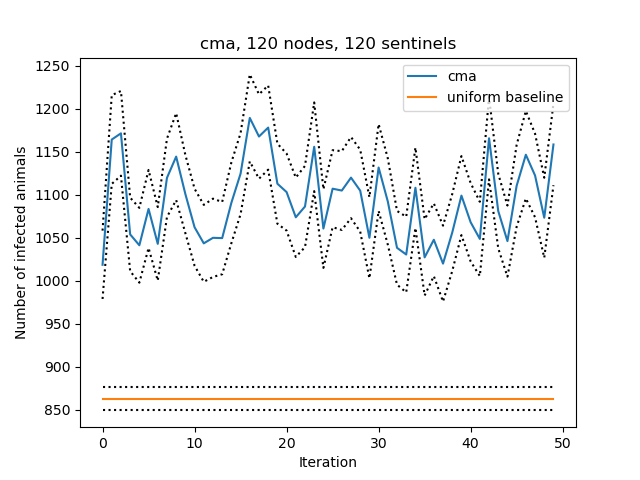 cma, 120 nodes, 120 sentinels
1250
1200
1150
1100
1050
1000
950
900
850
Number of infected animals
cma
uniform baseline
0 10 20 30 40 50
Iteration